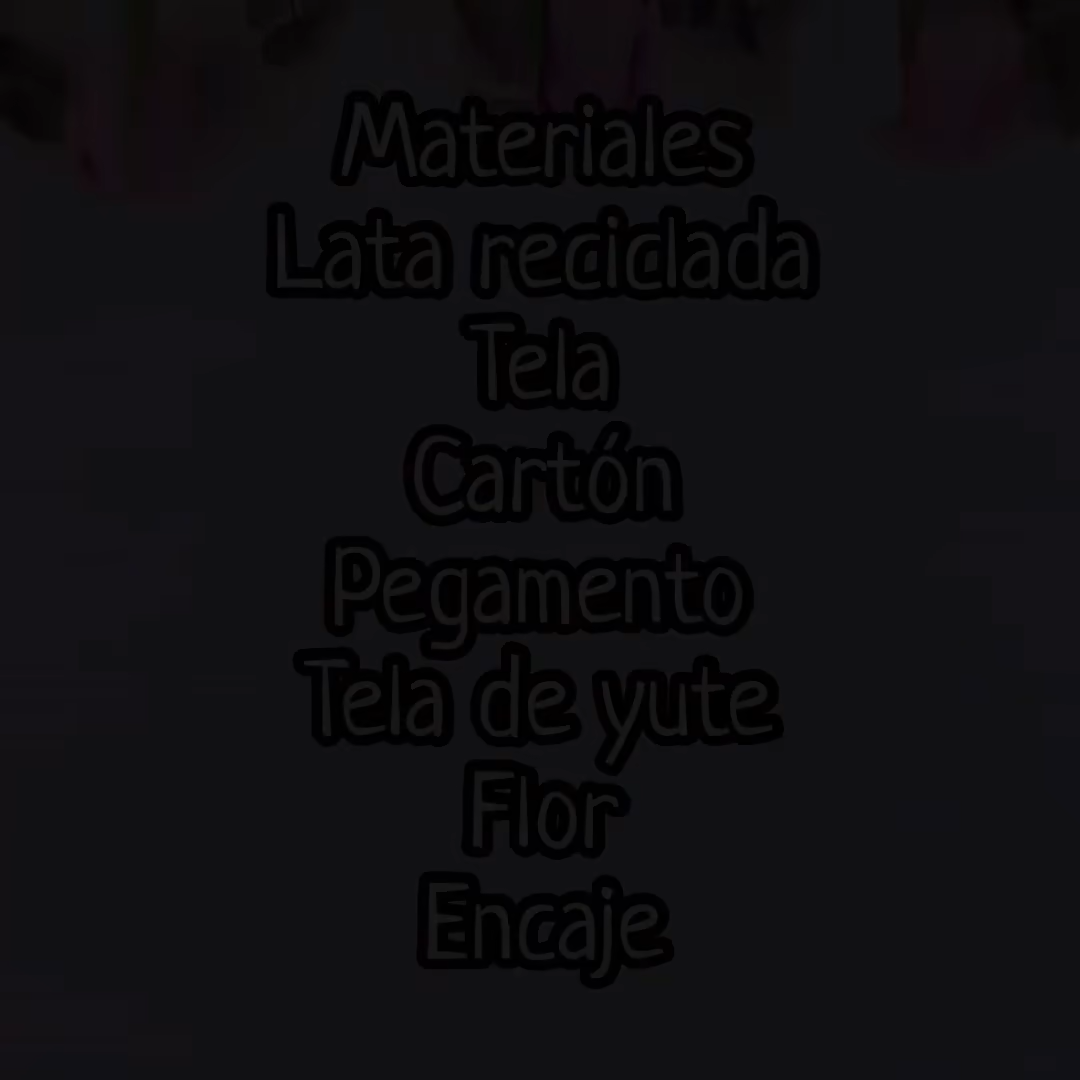 Materiales
Lata reciclada
Tela
Cartón
Pegamento
Tela de yute
Flor
Encaje